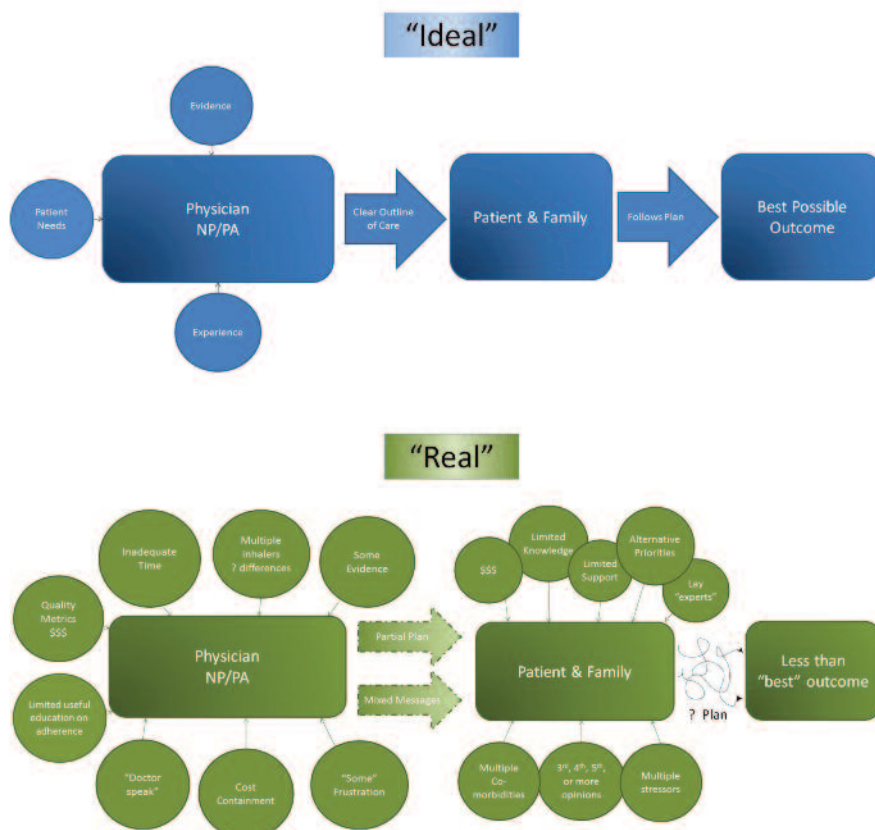 “Ideal”
Evidence
Patient
Needs
Physician
NP/PA
Clear Outline
of Care
Patient & Family
Follows Plan
Best Possible
Outcome
Experience
“Real”
Inadequate
Time
Multiple
inhalers
? differences
Some
Evidence
Quality
Metrics
$$$
Physician
NP/PA
Limited useful
education on
adherence
“Doctor
speak”
Cost
Containment
“Some”
Frustration
Partial Plan
Mixed Messages
$$$
Limited
Knowledge
Limited
Support
Alternative
Priorities
Lay
“experts”
Patient & Family
Multiple
Co-
morbidities
3rd, 4th, 5th,
or more
opinions
Multiple
stressors
? Plan
Less than
“best” outcome